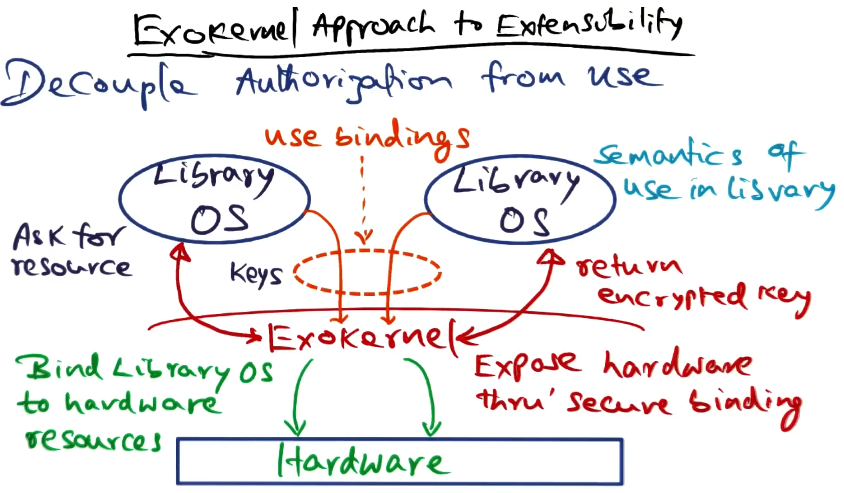 Exokernel Approach to Extensibility
Decouple Authorization from use
use bindings
Library
OS
Library
OS
semantics of
use in library
Ask for
resource
Keys
return
encrypted key
Exokernel
Bind Library OS
to hardware
resources
Expose hardware
thru' secure binding
Hardware